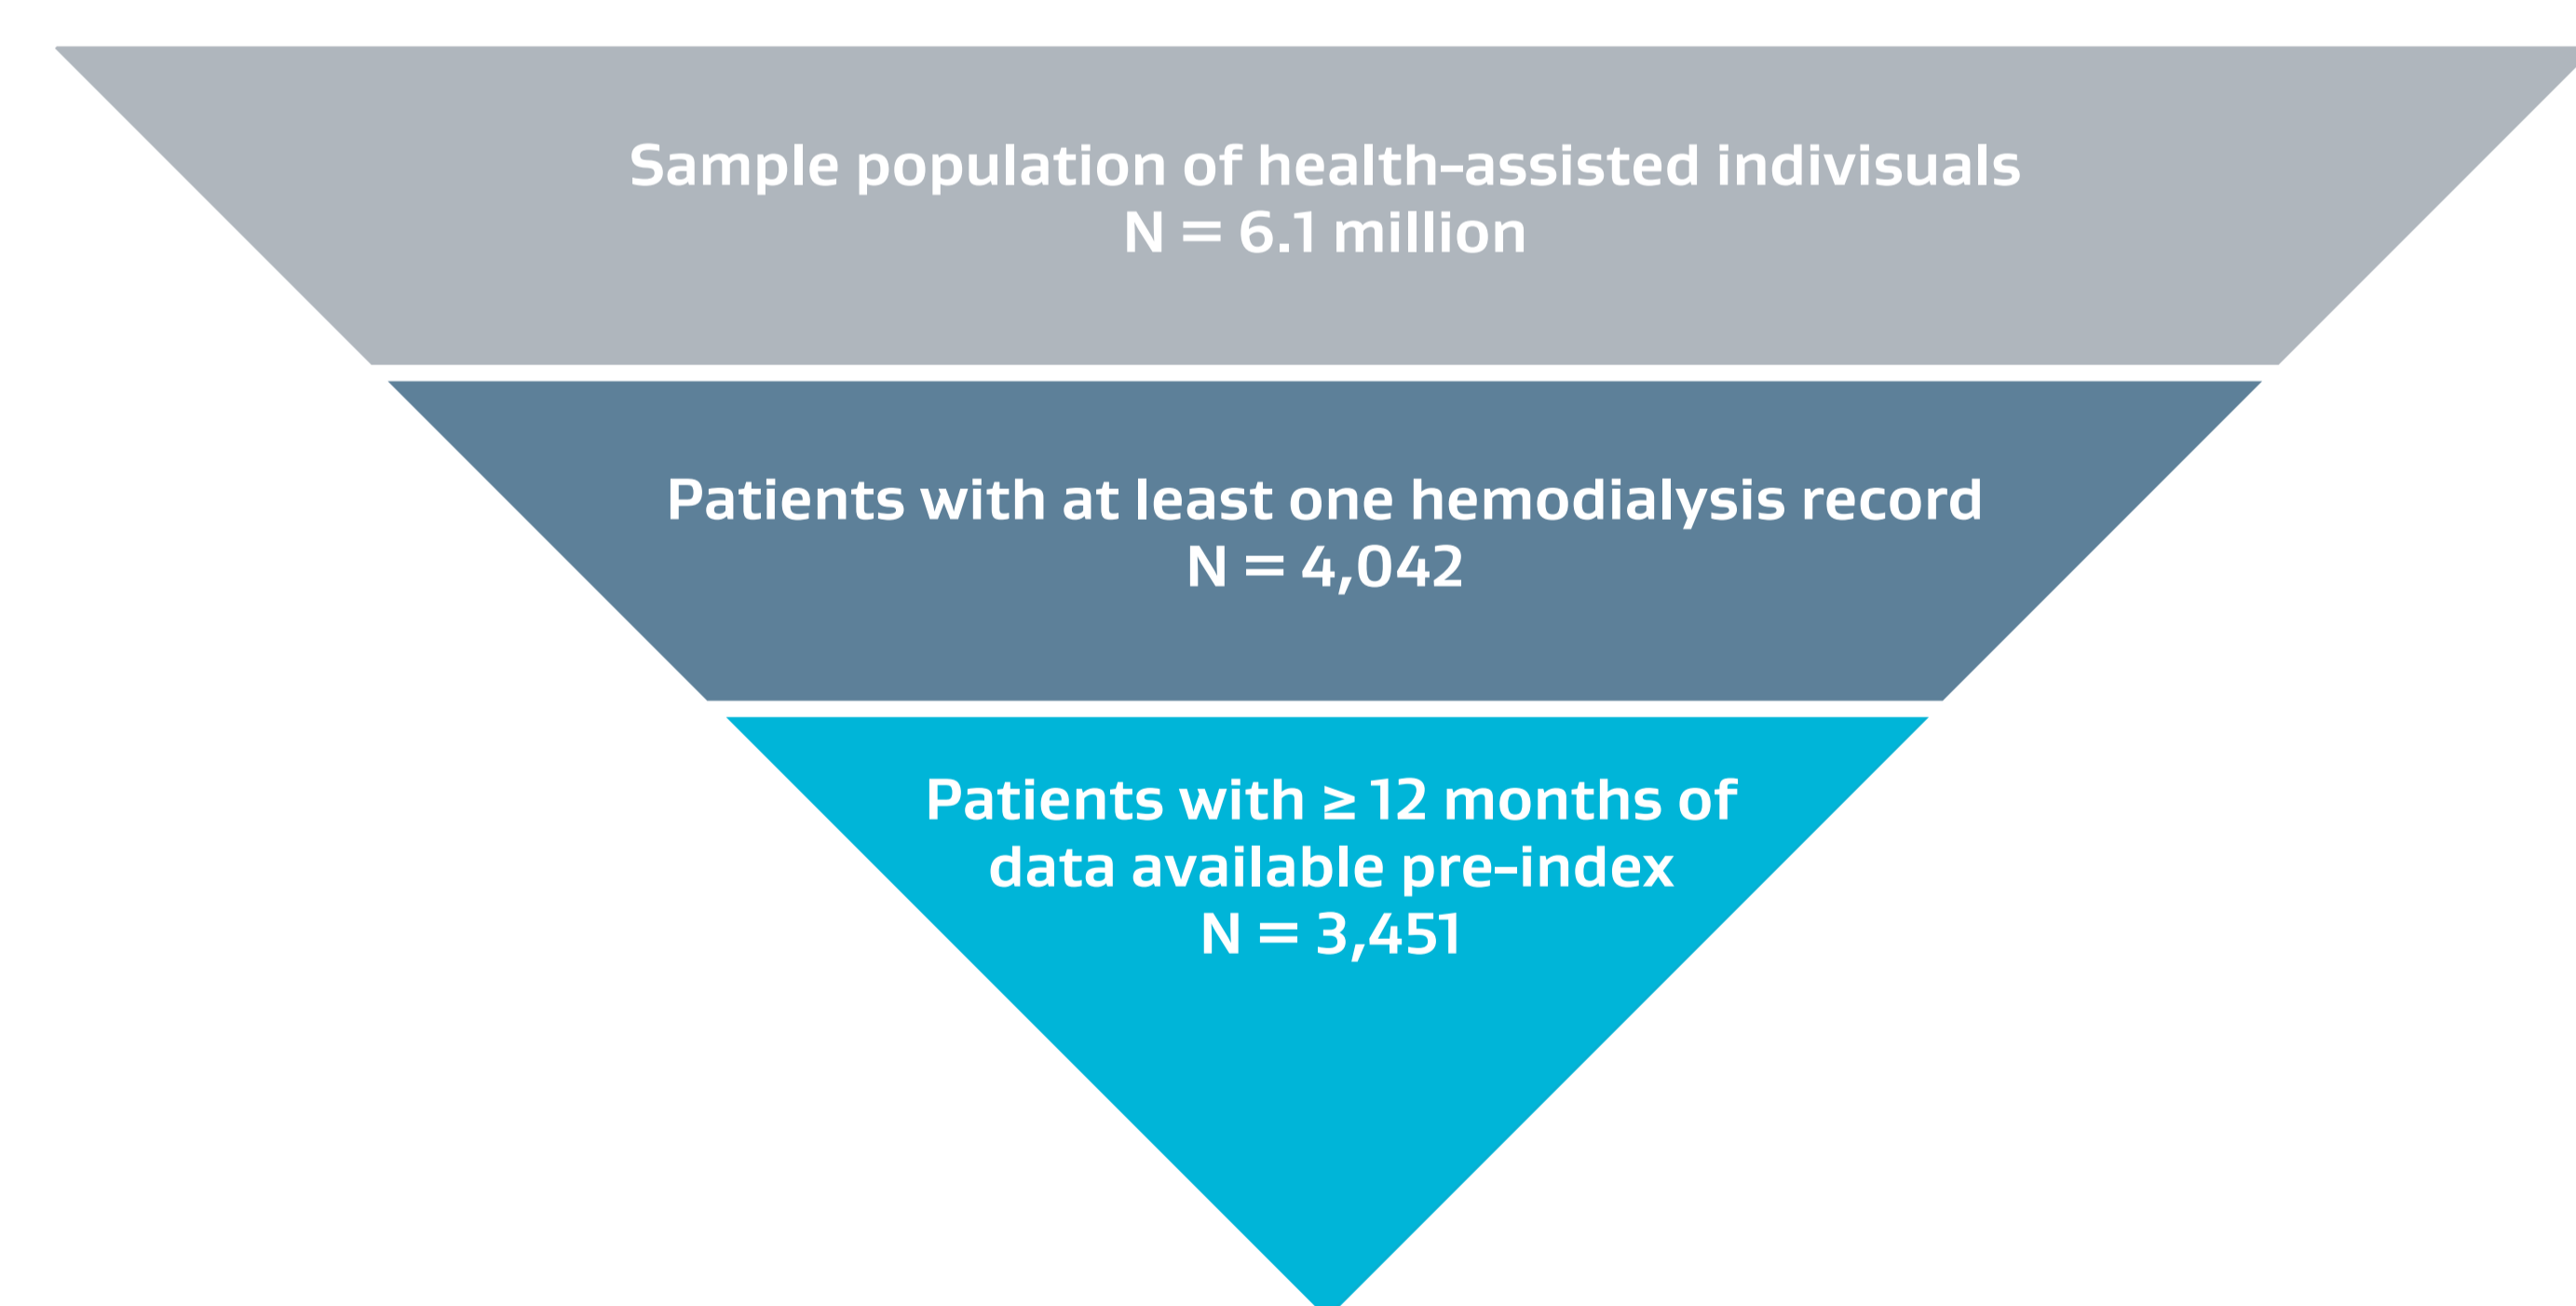 Sample population of health-assisted indivisuals
N = 6.1 million
Patients with at least one hemodialysis record
N = 4,042
Patients with ≥ 12 months of
data available pre-index
N = 3,451